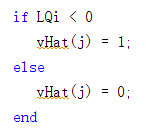 if LQi < 0
vHat(j) = 1;
else
vHat(j) = 0;
end